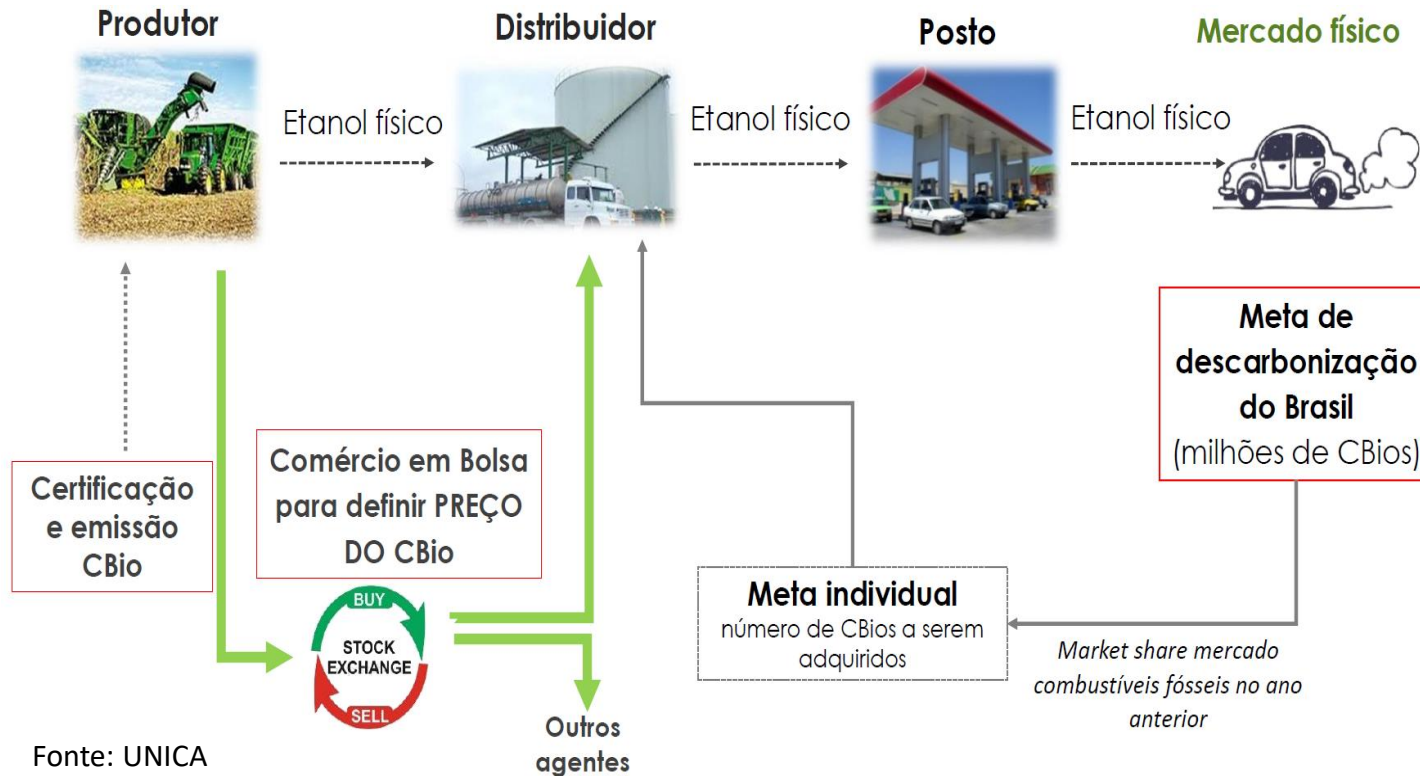 Produtor
Distribuidor
Posto
Mercado físico
Etanol físico
Etanol físico
Etanol físico
Certificação
e emissão
CBio
Comércio em Bolsa
para definir PREÇO
DO CBio
BUY
STOCK
EXCHANGE
SELL
Outros
agentes
Meta individual
número de CBios a serem
adquiridos
Meta de
descarbonização
do Brasil
(milhões de CBios)
Market share mercado
combustíveis fósseis no ano
anterior
Fonte: UNICA